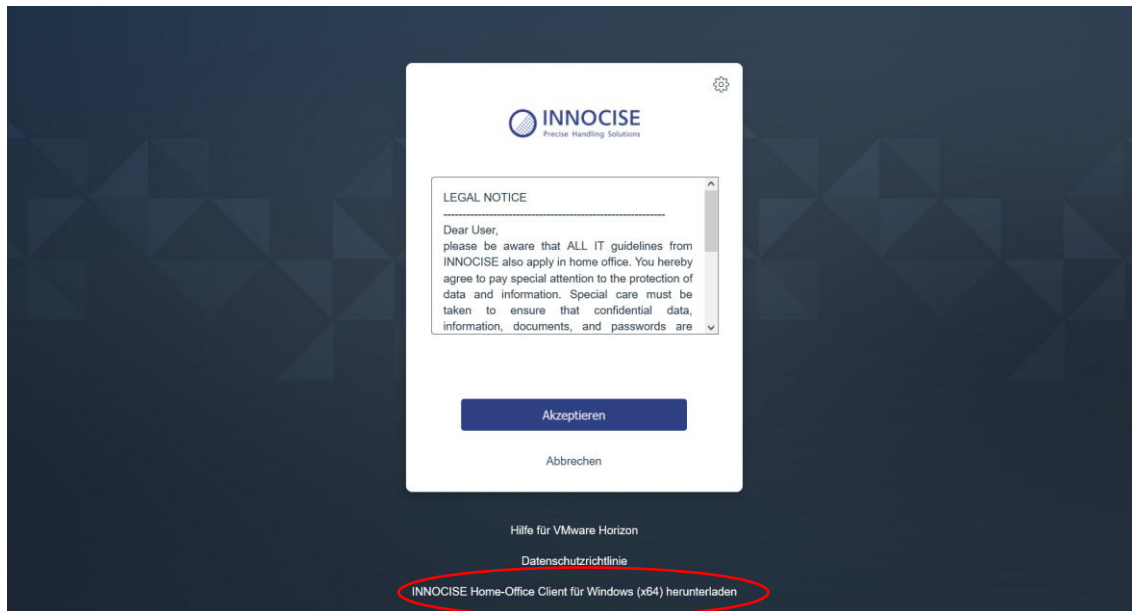 INNOCISE
Precise Handling Solutions
LEGAL NOTICE
------------------------------------------------------------
Dear User,
please be aware that ALL IT guidelines from
INNOCISE also apply in home office. You hereby
agree to pay special attention to the protection of
data and information. Special care must be
taken to ensure that confidential data,
information, documents, and passwords are
Akzeptieren
Abbrechen
Hilfe für VMware Horizon
Datenschutzrichtlinie
INNOCISE Home-Office Client für Windows (x64) herunterladen